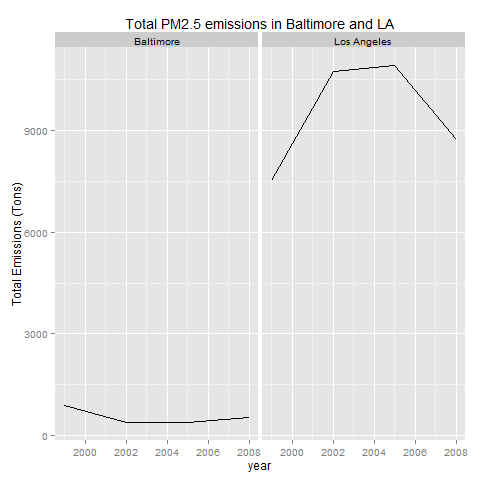 Total PM2.5 emissions in Baltimore and LA
Baltimore
Los Angeles
Total Emissions (Tons)
9000
6000
3000
0
2000 2002 2004 2006 2008
2000 2002 2004 2006 2008
year